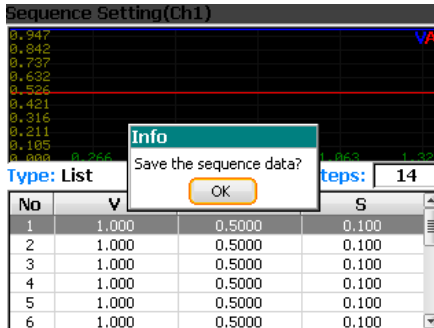 Sequence Setting(Ch1)
0.947
VA
0.842
0.737
0.632
0.526
0.421
0.316
0.211
0.105
0.000 0.266 1.063 1.32
Info
Save the sequence data?
OK
Type: List teps: 14
No V S
1 1.000 0.5000 0.100
2 1.000 0.5000 0.100
3 1.000 0.5000 0.100
4 1.000 0.5000 0.100
5 1.000 0.5000 0.100
6 1.000 0.5000 0.100